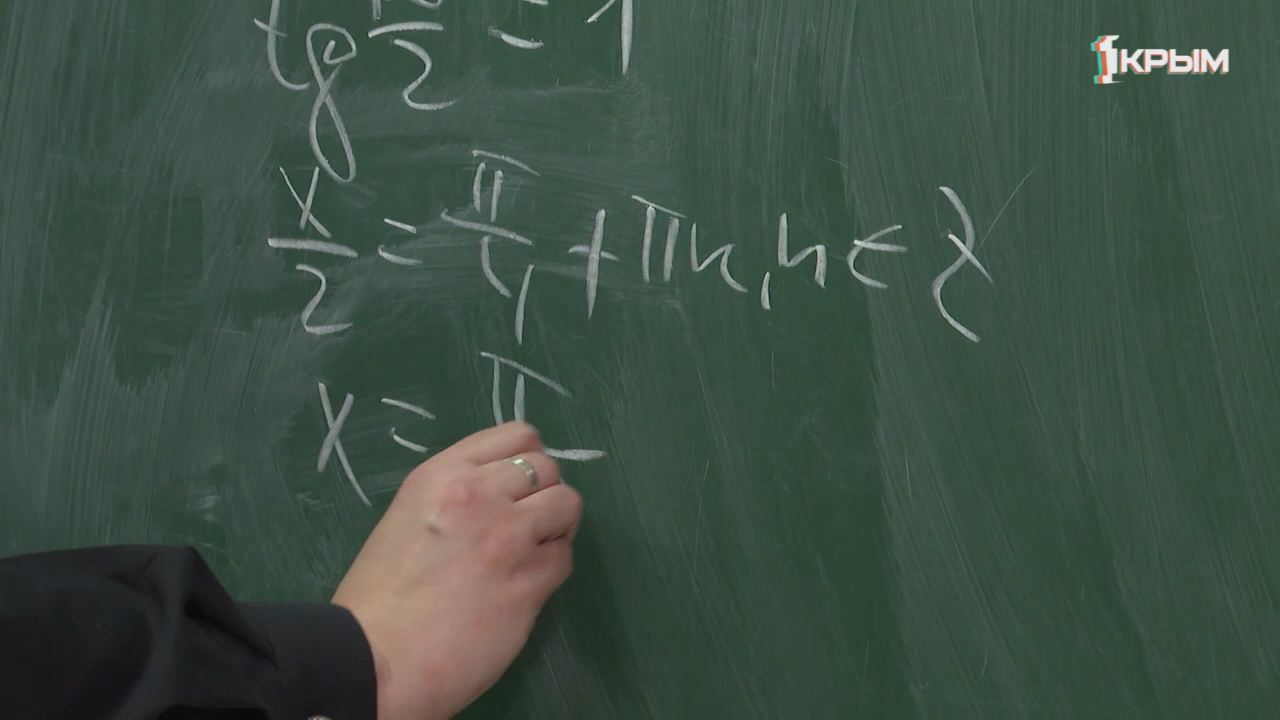 1КРЫМ
tg x/2 = 1
x/2 = π/4 + πn, n ∈ Z
x = π